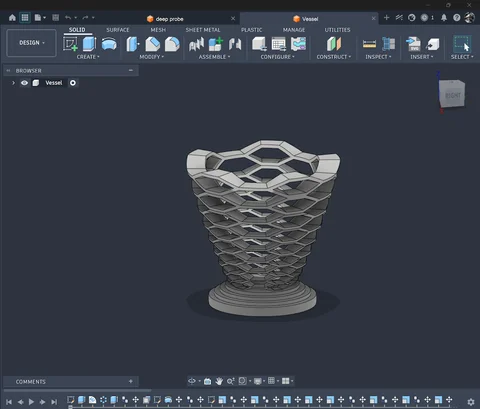 deep probe
Vessel
SOLID SURFACE MESH SHEET METAL PLASTIC MANAGE UTILITIES
DESIGN
CREATE MODIFY ASSEMBLE CONFIGURE CONSTRUCT INSPECT INSERT SELECT
BROWSER
Vessel
COMMENTS